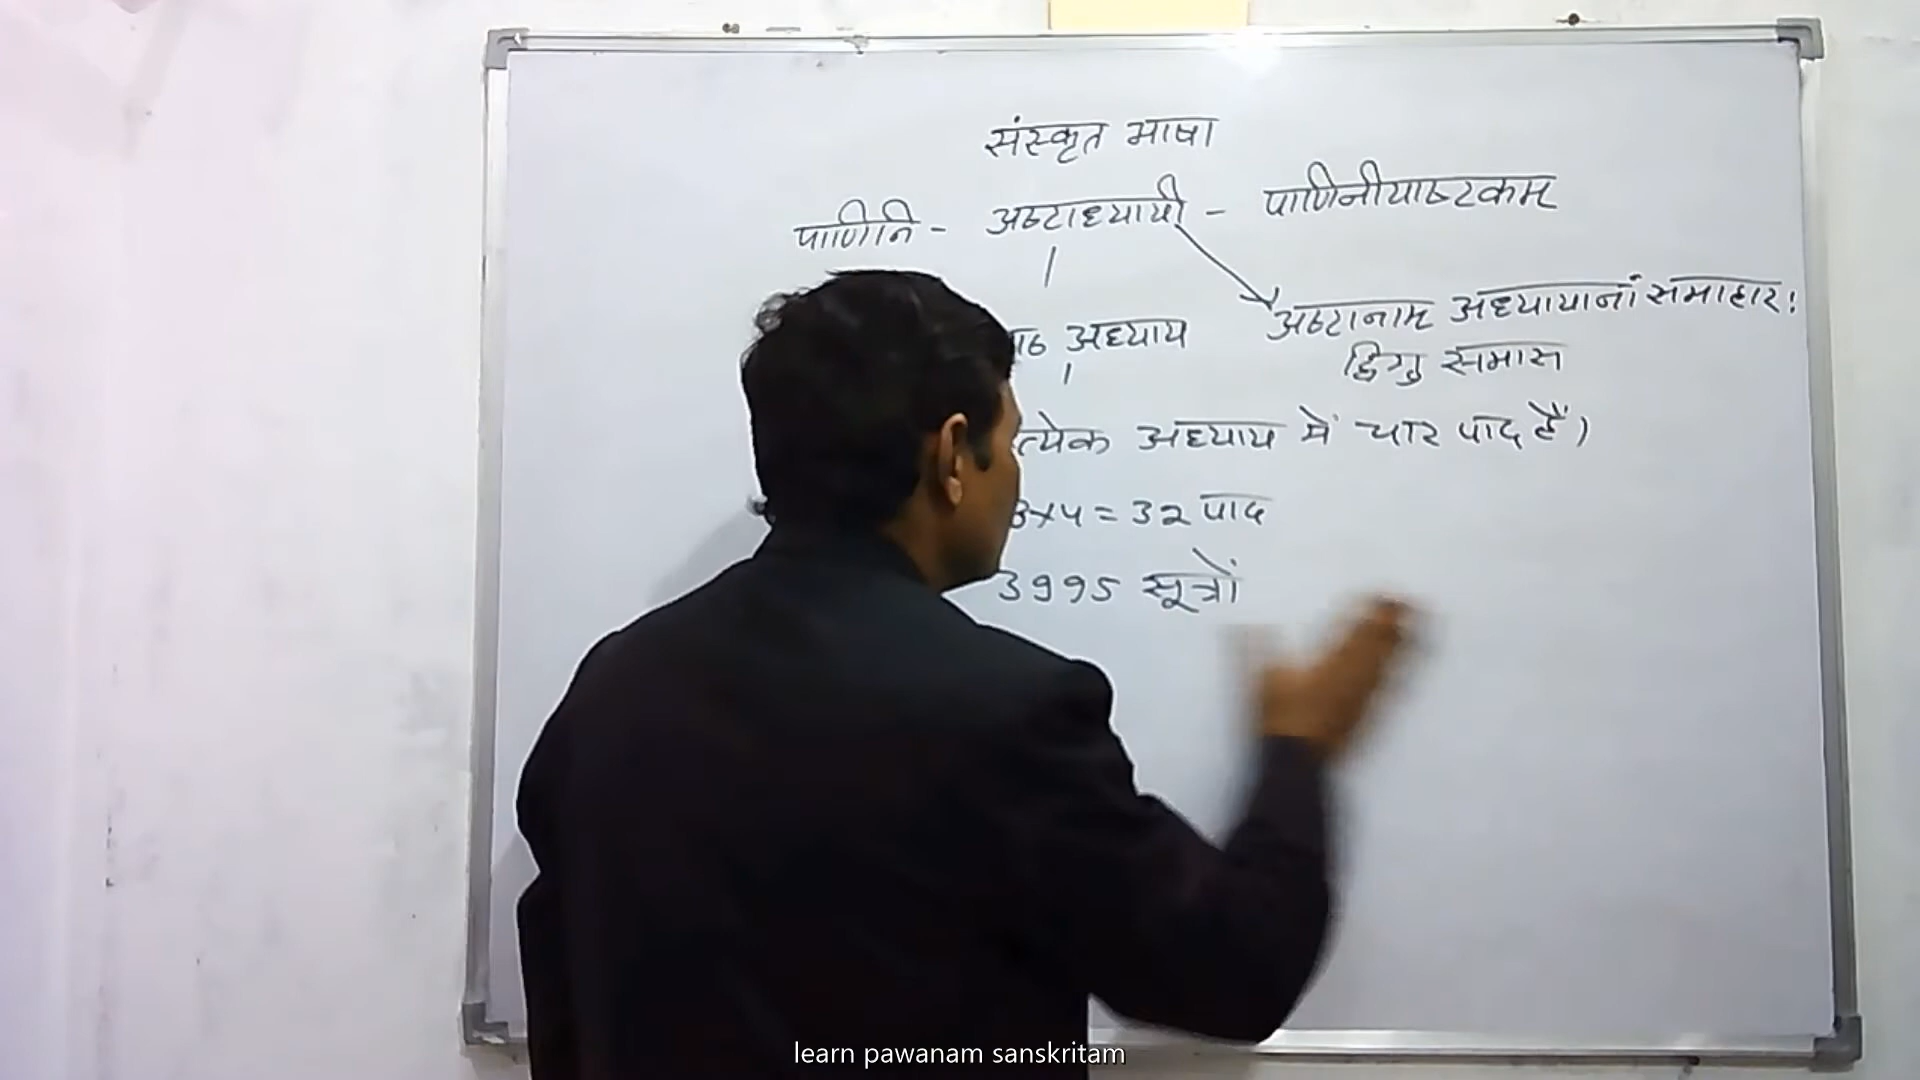 संस्कृत भाषा
पाणिनि - अष्टाध्यायी - पाणिनीयाष्टकम्
अष्टानाम् अध्यायानां समाहार:
अध्याय
द्विगु समास
त्येक अध्याय में चार पाद हैं)
= 32 पाद
3995 सूत्रों
learn pawanam sanskritam